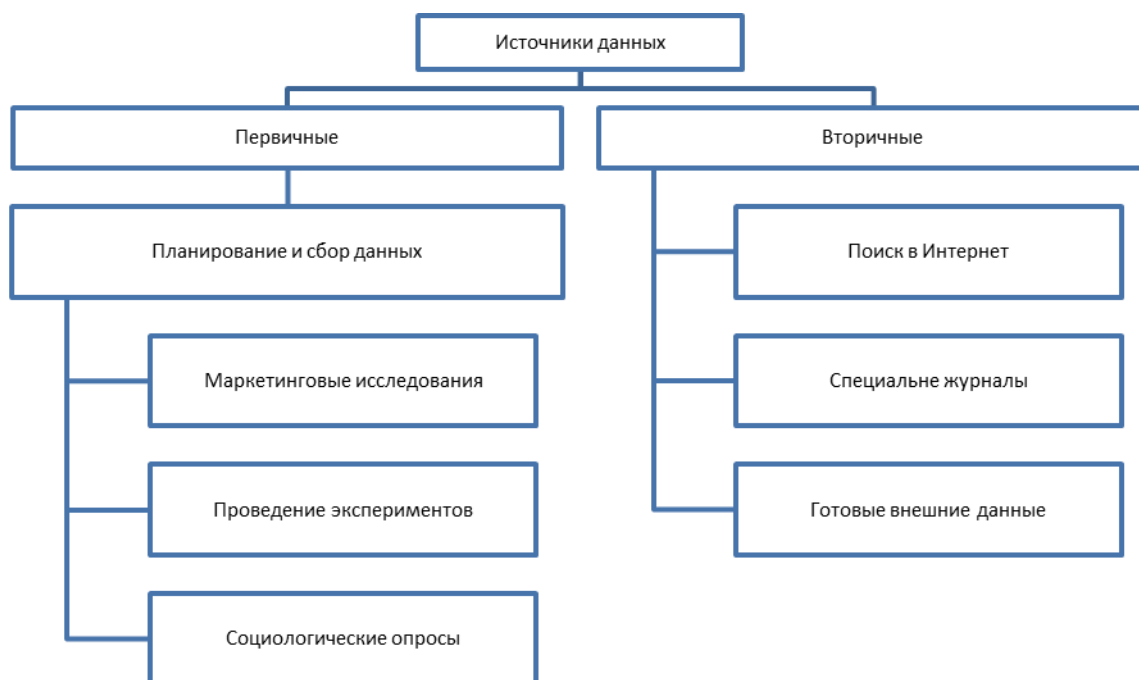 Источники данных
Первичные
Вторичные
Планирование и сбор данных
Поиск в Интернет
Маркетинговые исследования
Специальне журналы
Проведение экспериментов
Готовые внешние данные
Социологические опросы